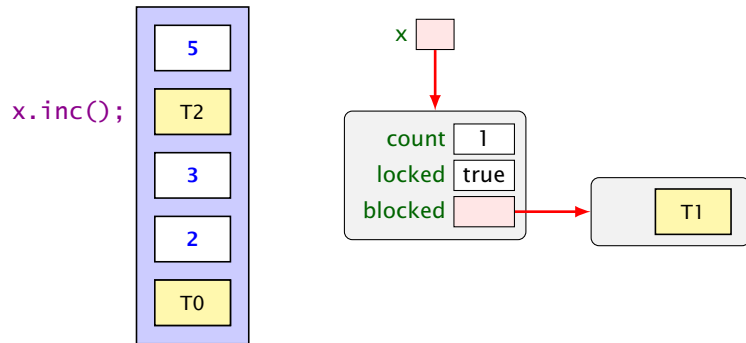 5
x.inc();
T2
3
2
T0
x
count 1
locked true
blocked
T1